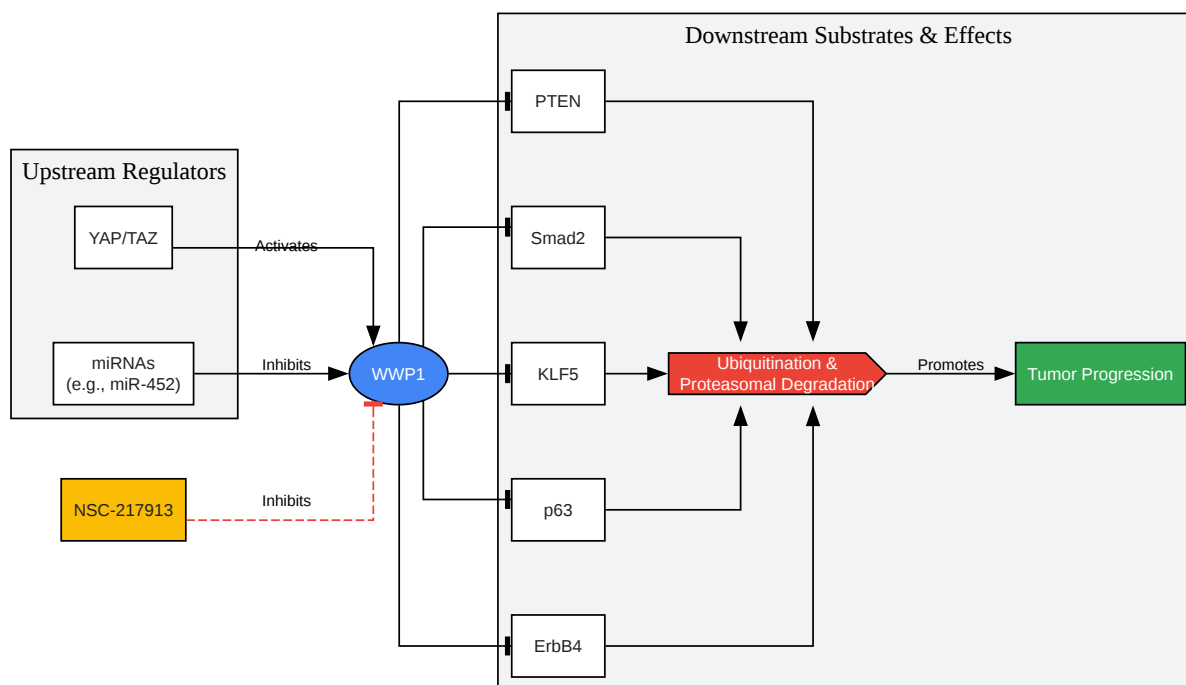 Downstream Substrates & Effects
PTEN
Upstream Regulators
YAP/TAZ
Activates
Smad2
miRNAs
(e.g., miR-452)
Inhibits
WWP1
KLF5
Ubiquitination &
Proteasomal Degradation
Promotes
Tumor Progression
NSC-217913
Inhibits
p63
ErbB4